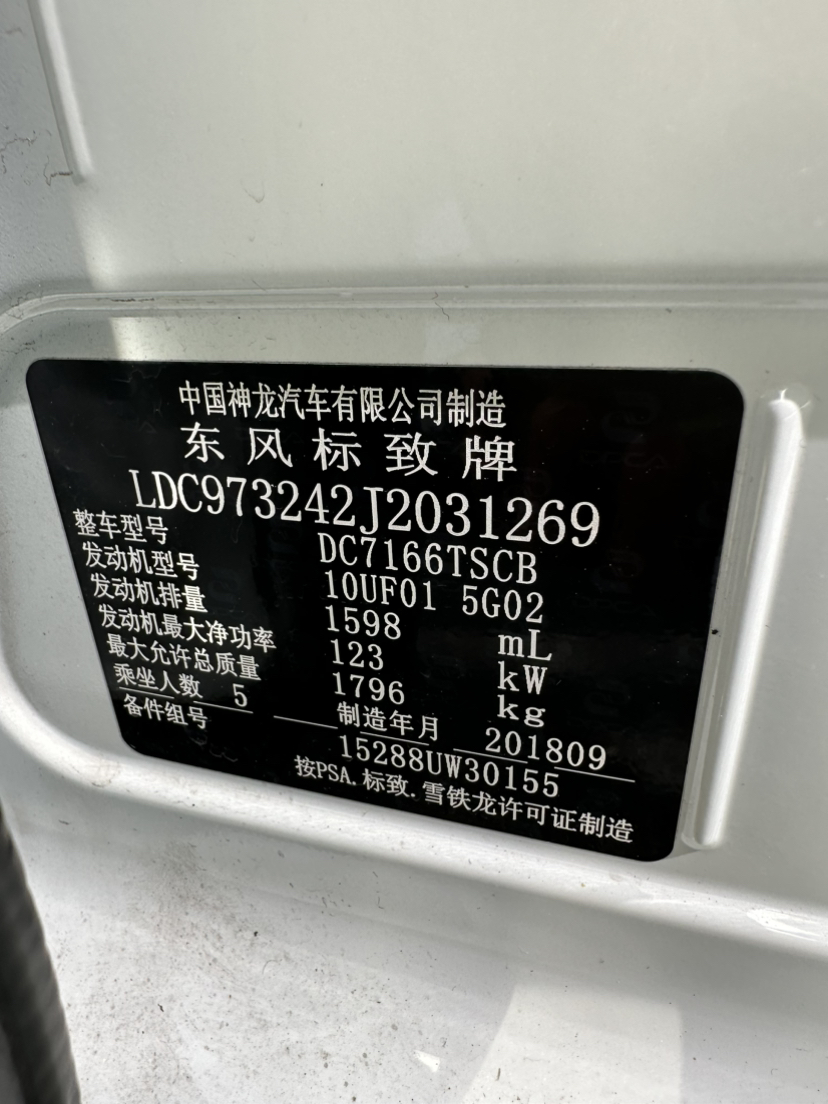 中国神龙汽车有限公司制造
东风标致牌
LDC973242J2031269
整车型号 DC7166TSCB
发动机型号 10UF01 5G02
发动机排量 1598 mL
发动机最大净功率 123 kW
最大允许总质量 1796 kg
乘坐人数 5 制造年月 201809
备件组号 15288UW30155
按PSA.标致.雪铁龙许可证制造